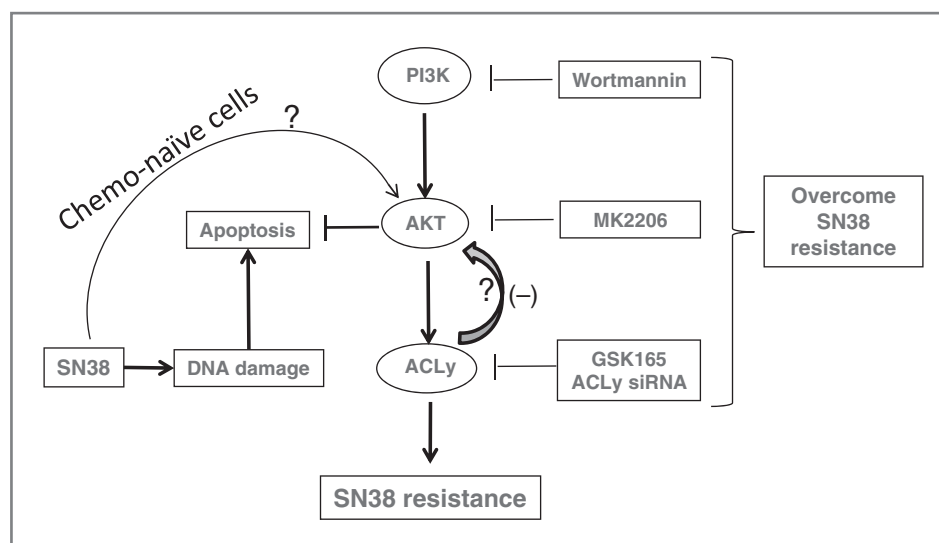 PI3K
Wortmannin
Chemo-naïve cells
?
Overcome
SN38
resistance
Apoptosis
AKT
MK2206
?
(–)
SN38
DNA damage
ACLy
GSK165
ACLy siRNA
SN38 resistance